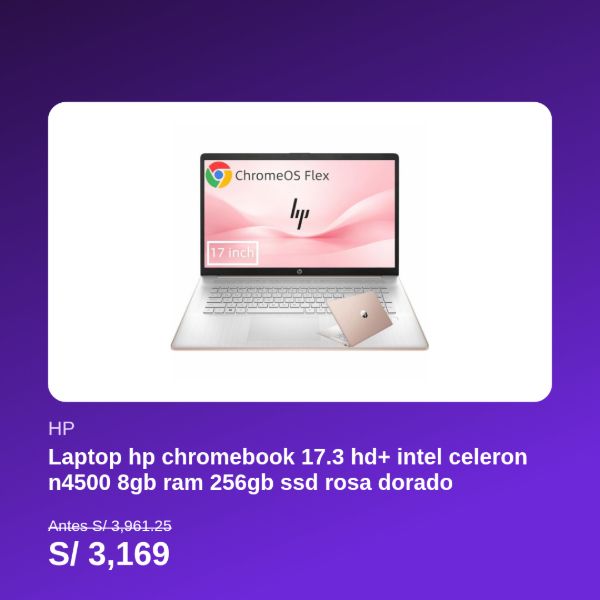 ChromeOS Flex
hp
17 inch
HP
Laptop hp chromebook 17.3 hd+ intel celeron
n4500 8gb ram 256gb ssd rosa dorado
Antes S/ 3,961.25
S/ 3,169